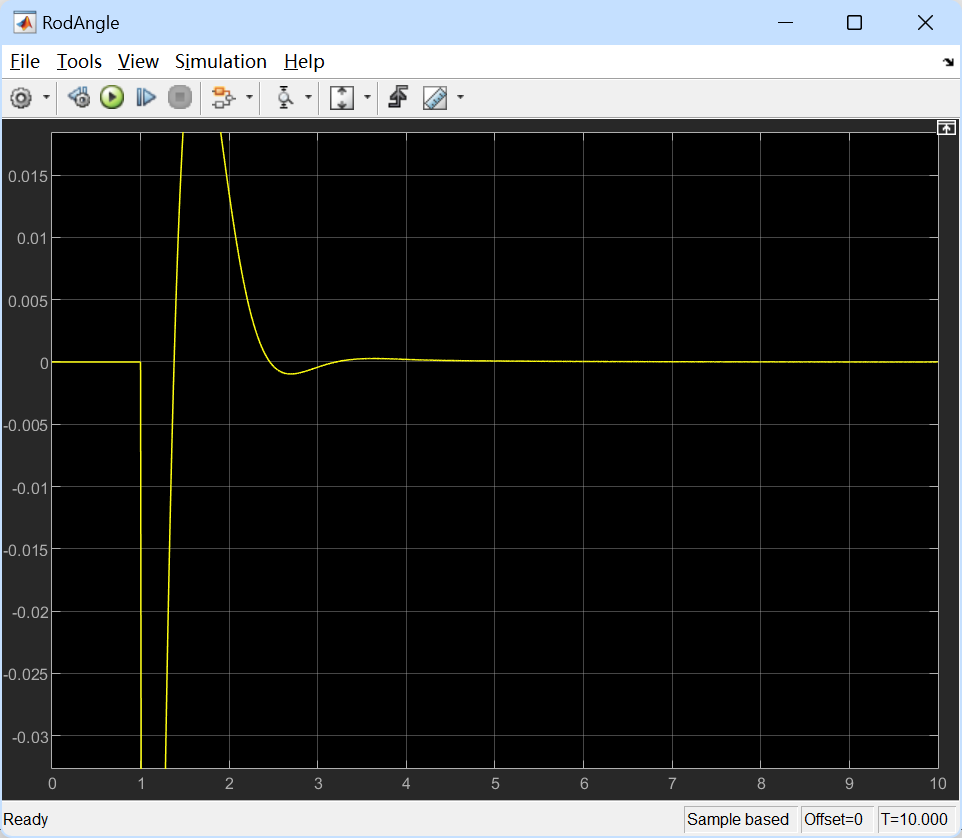 RodAngle
File Tools View Simulation Help
0.015
0.01
0.005
0
-0.005
-0.01
-0.015
-0.02
-0.025
-0.03
0 1 2 3 4 5 6 7 8 9 10
Ready Sample based Offset=0 T=10.000